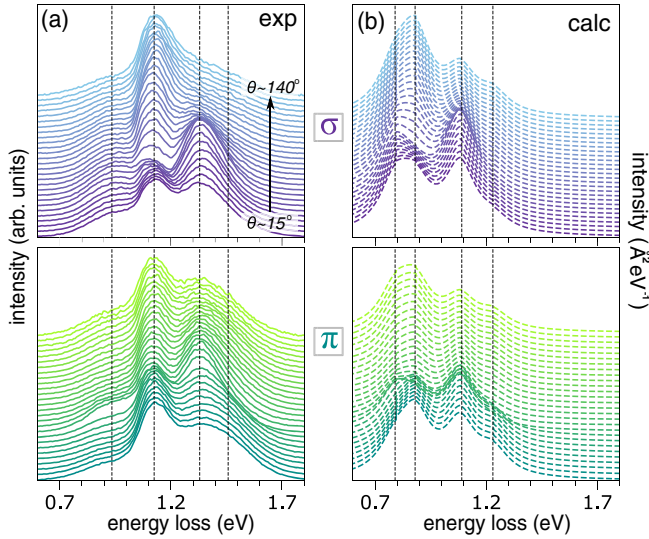 (a) exp
(b) calc
θ~140°
θ~15°
σ
π
intensity (arb. units)
intensity (Å²eV⁻¹)
0.7 1.2 1.7
0.7 1.2 1.7
energy loss (eV)
energy loss (eV)